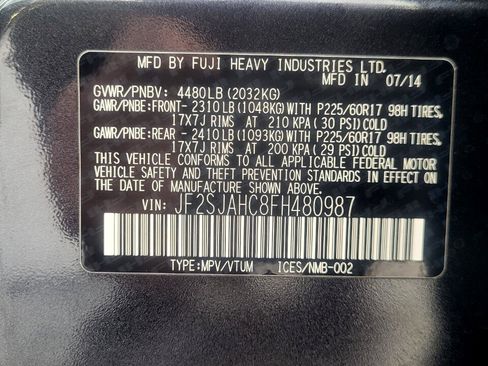 MFD BY FUJI HEAVY INDUSTRIES LTD.
MFD.IN 07/14
GVWR/PNBV: 4480LB (2032KG)
GAWR/PNBE:FRONT-2310LB(1048KG)WITH P225/60R17 98H TIRES,
17X7J RIMS AT 210 KPA(30 PSI)COLD
GAWR/PNBE:REAR -2410LB(1093KG)WITH P225/60R17 98H TIRES,
17X7J RIMS AT 200 KPA(29 PSI)COLD
THIS VEHICLE CONFORMS TO ALL APPLICABLE FEDERAL MOTOR
VEHICLE SAFETY AND THEFT PREVENTION STANDARDS IN EFFECT
ON THE DATE OF MANUFACTURE SHOWN ABOVE.
VIN: JF2SJAHC8FH480987
TYPE:MPV/VTUM ICES/NMB-002